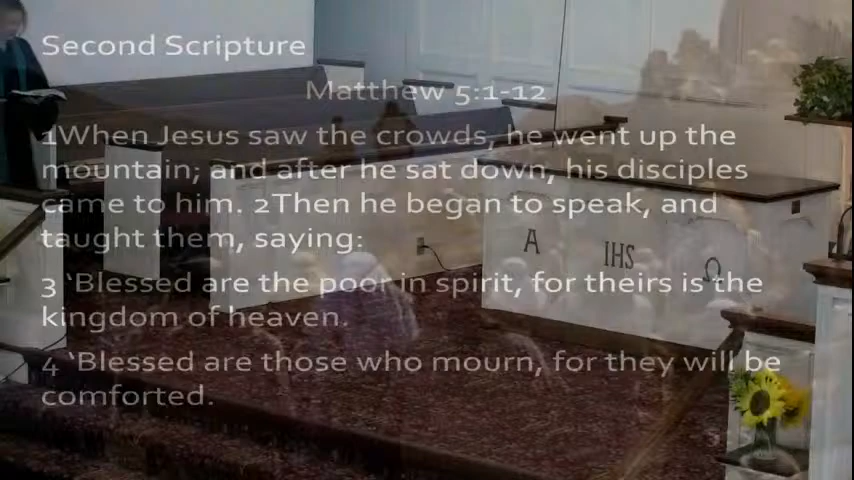 Second Scripture
Matthew 5:1-12
1When Jesus saw the crowds, he went up the
mountain; and after he sat down, his disciples
came to him. 2Then he began to speak, and
taught them, saying:
3 ‘Blessed are the poor in spirit, for theirs is the
kingdom of heaven.
4 ‘Blessed are those who mourn, for they will be
comforted.
A IHS Ω